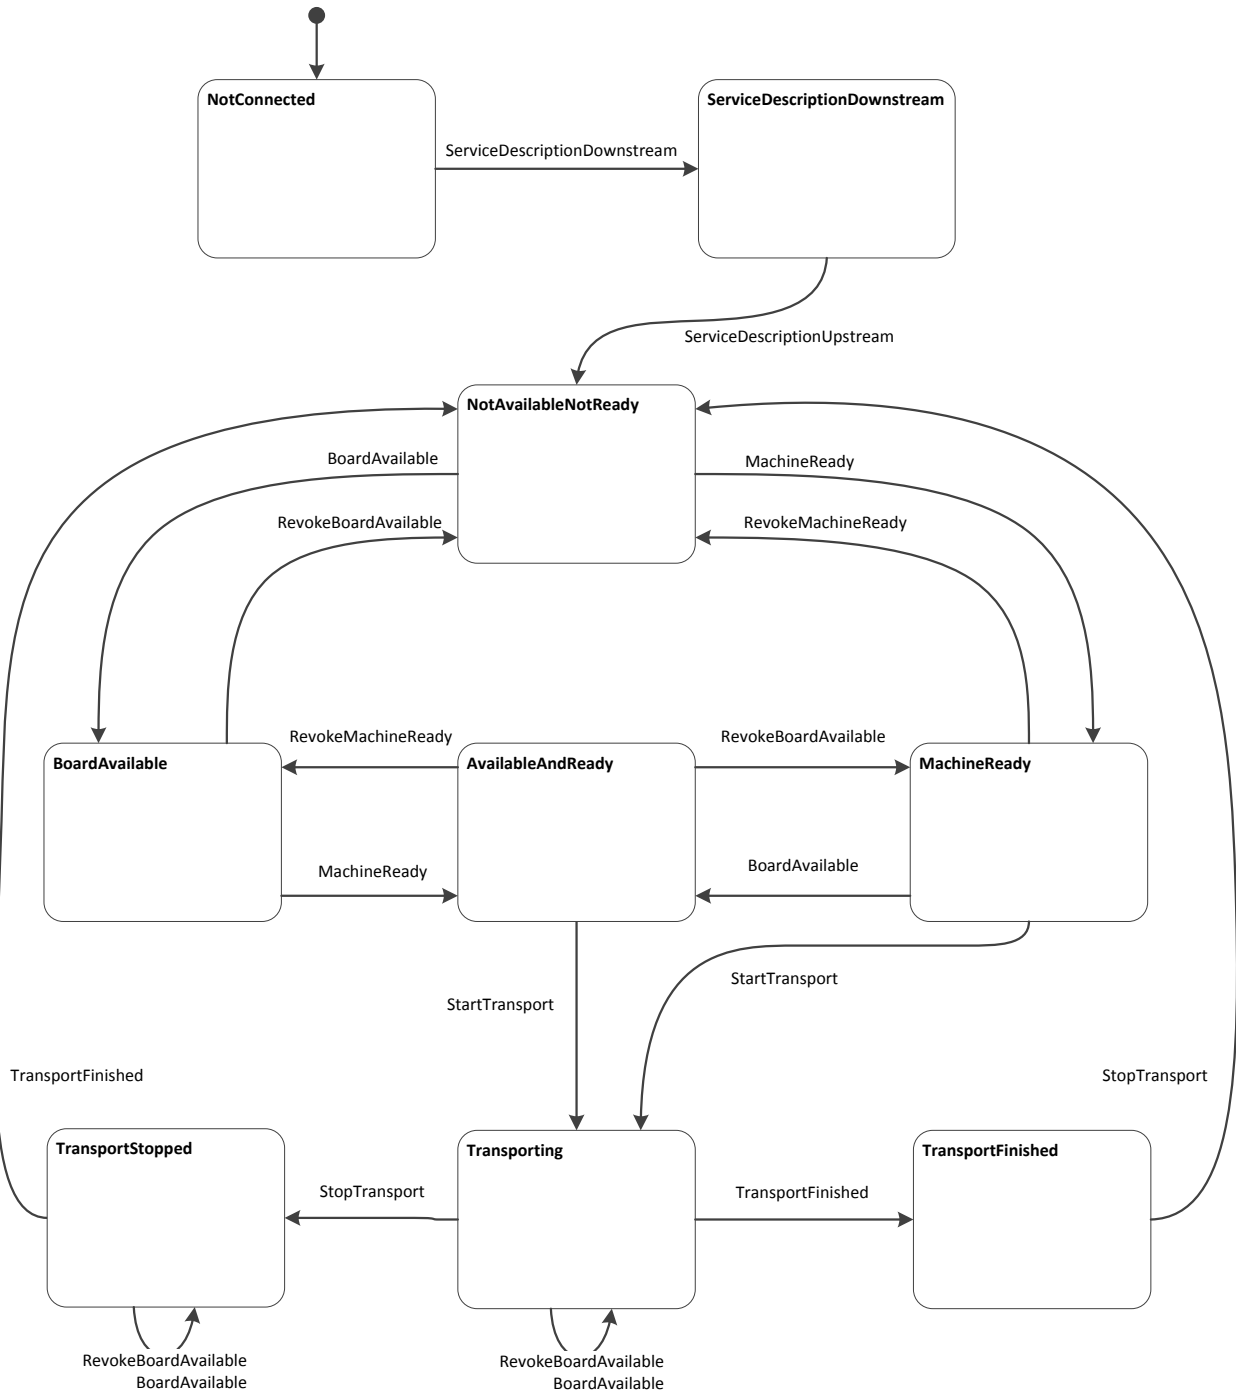 NotConnected
ServiceDescriptionDownstream
ServiceDescriptionDownstream
ServiceDescriptionUpstream
NotAvailableNotReady
BoardAvailable
MachineReady
RevokeBoardAvailable
RevokeMachineReady
RevokeMachineReady
RevokeBoardAvailable
BoardAvailable
AvailableAndReady
MachineReady
MachineReady
BoardAvailable
StartTransport
StartTransport
TransportFinished
StopTransport
TransportStopped
Transporting
TransportFinished
StopTransport
TransportFinished
RevokeBoardAvailable
BoardAvailable
RevokeBoardAvailable
BoardAvailable